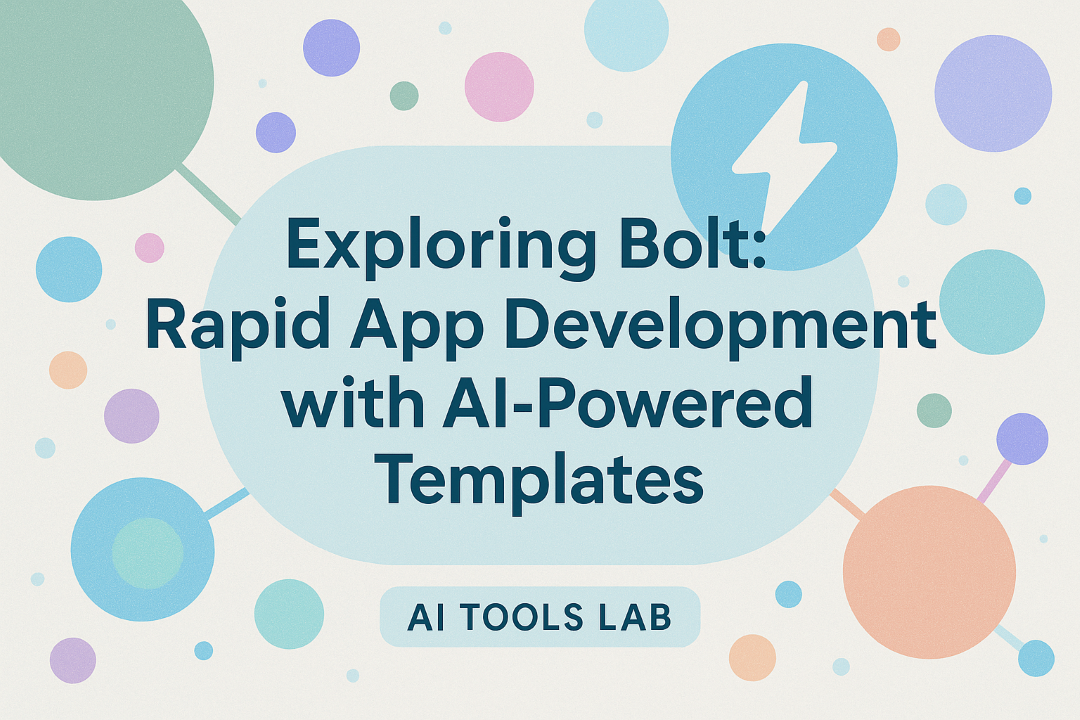 Exploring Bolt:
Rapid App Development
with AI-Powered
Templates
AI TOOLS LAB